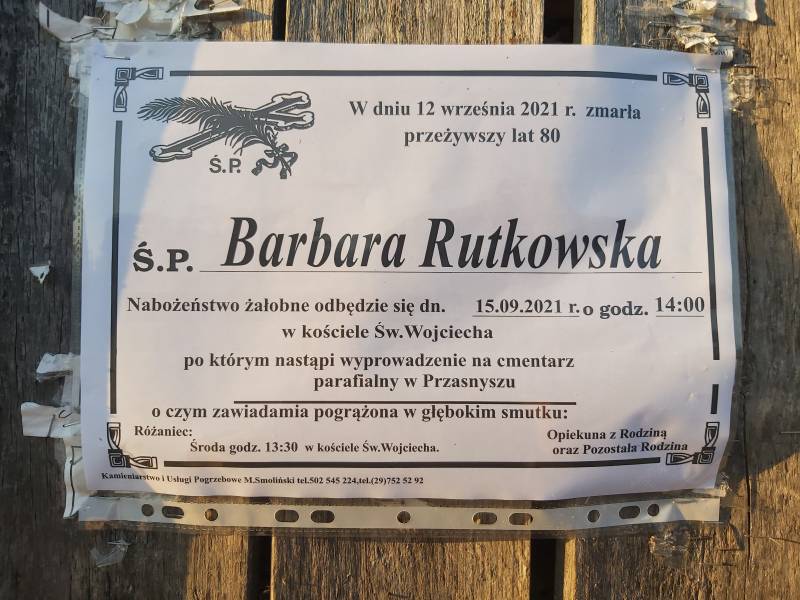 W dniu 12 września 2021 r. zmarła
przeżywszy lat 80
Ś.P.
Ś.P. Barbara Rutkowska
Nabożeństwo żałobne odbędzie się dn. 15.09.2021 r. o godz. 14:00
w kościele Św.Wojciecha
po którym nastąpi wyprowadzenie na cmentarz
parafialny w Przasnyszu
o czym zawiadamia pogrążona w głębokim smutku:
Różaniec:
Środa godz. 13:30 w kościele Św.Wojciecha.
Opiekuna z Rodziną
oraz Pozostała Rodzina
Kamieniarstwo i Usługi Pogrzebowe M.Smoliński tel.502 545 224,tel.(29)752 52 92